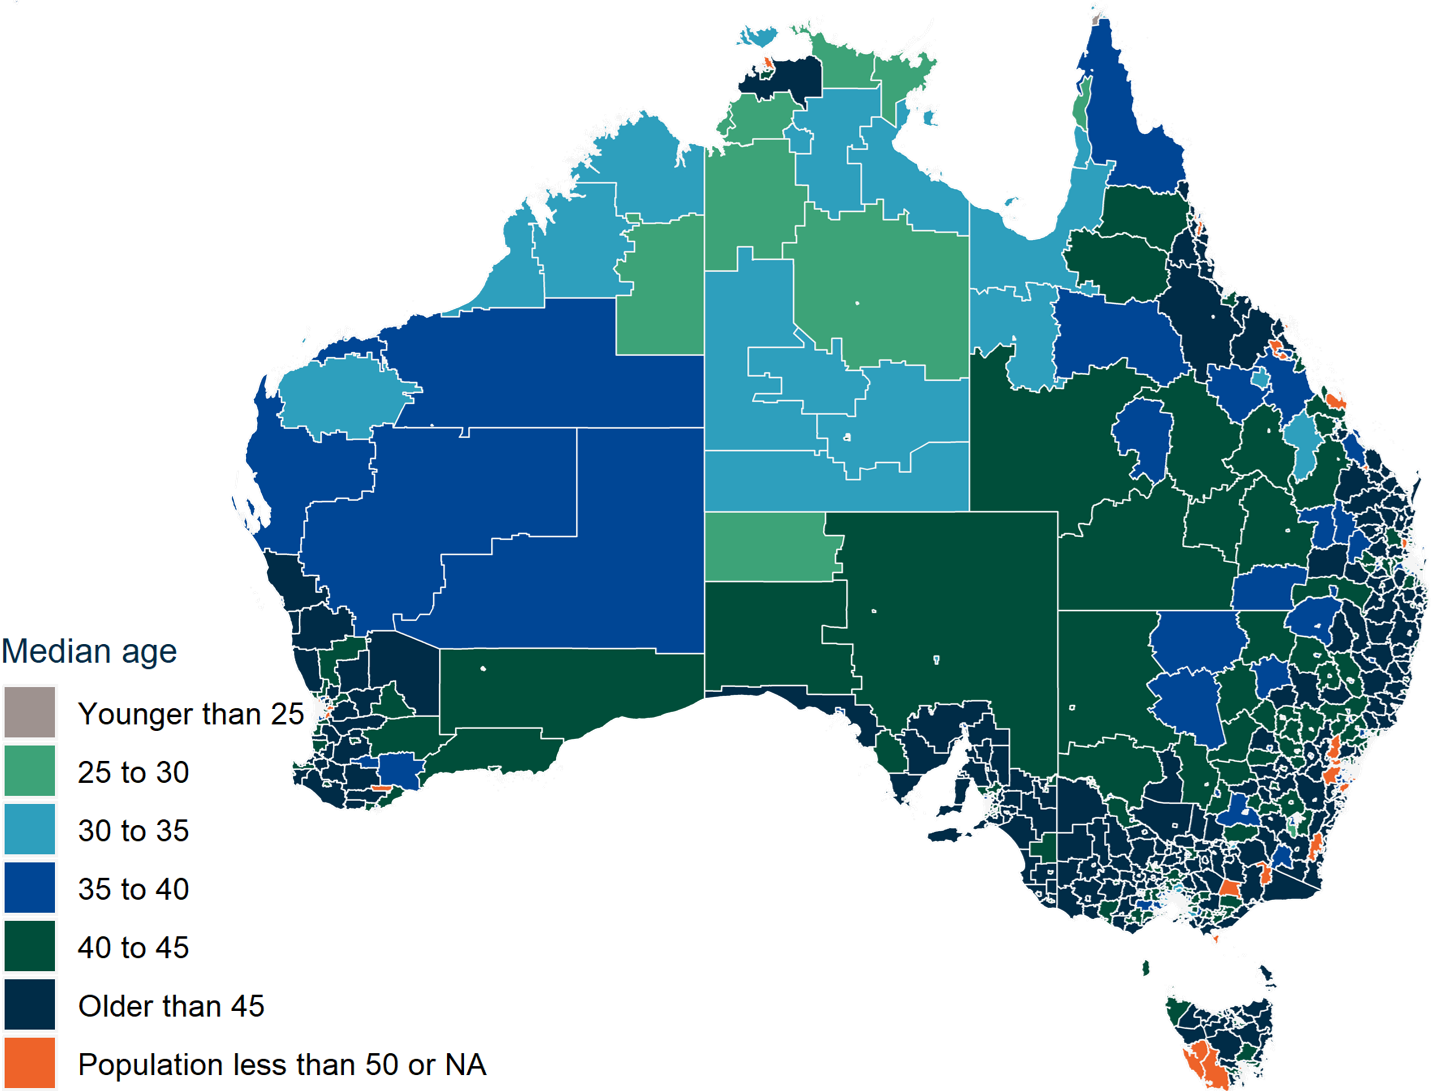 Median age
Younger than 25
25 to 30
30 to 35
35 to 40
40 to 45
Older than 45
Population less than 50 or NA